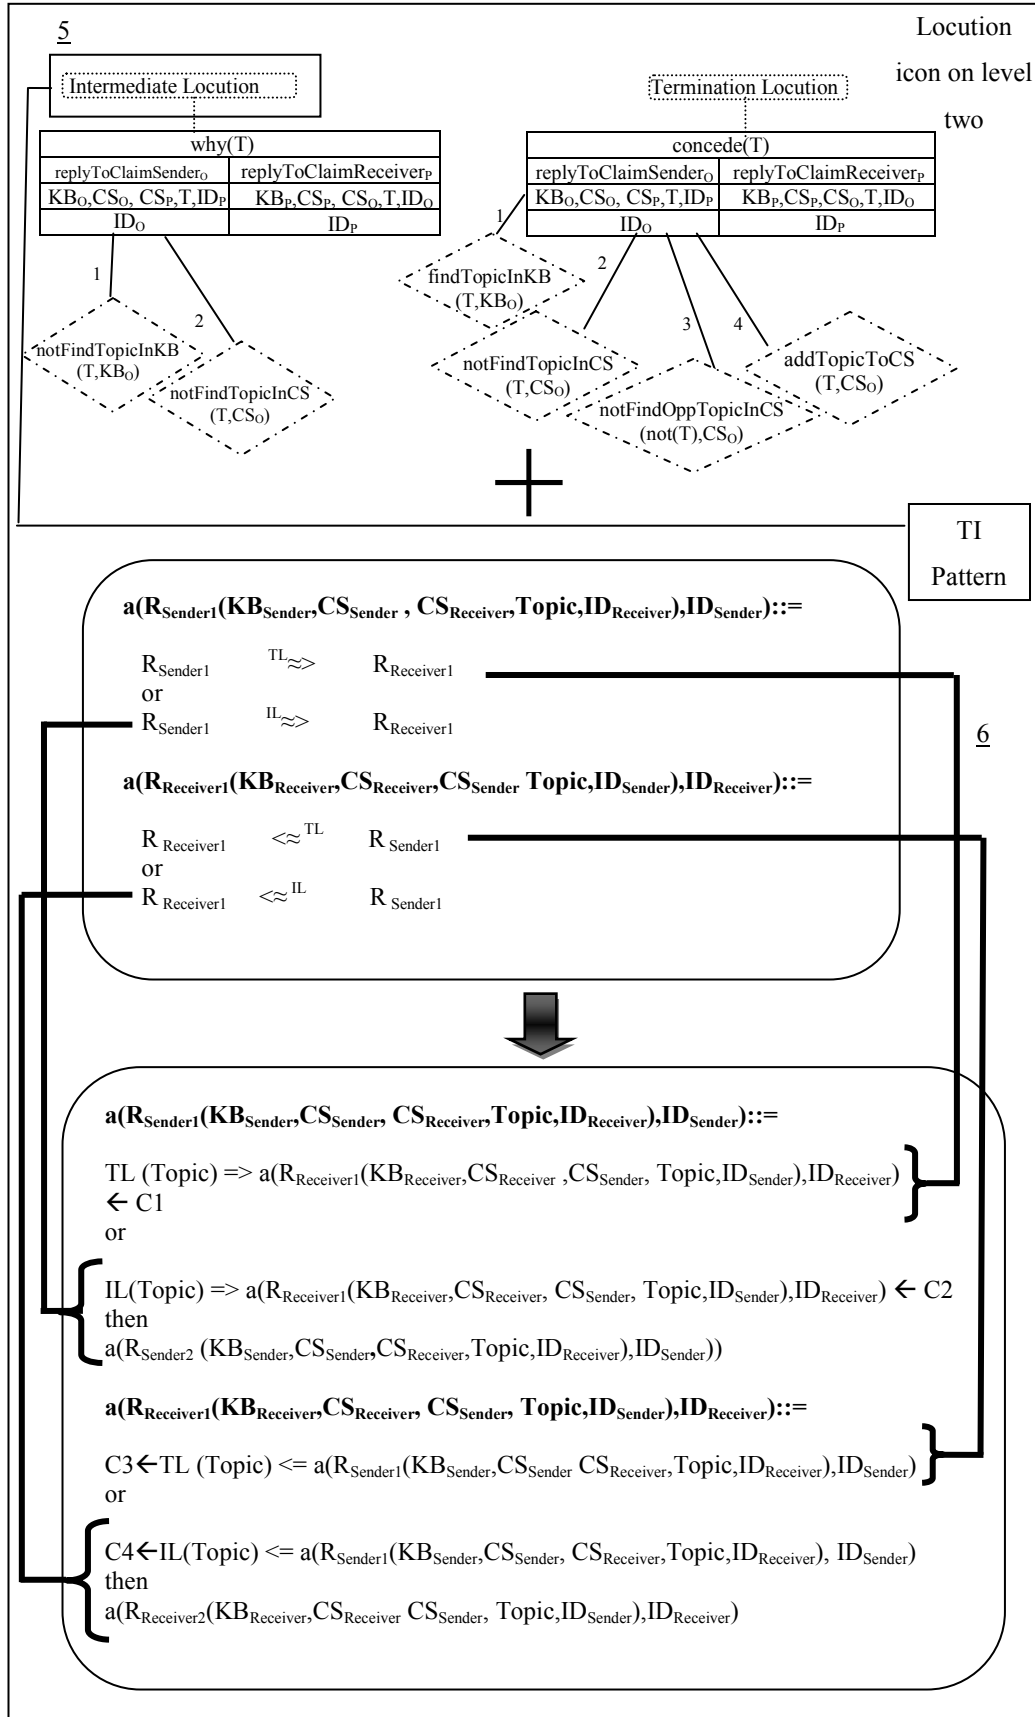 5
Locution
icon on level
two
Intermediate Locution
Termination Locution
why(T)
replyToClaimSenderO replyToClaimReceiverP
KBO,CSO, CSP,T,IDP KBP,CSP, CSO,T,IDO
IDO IDP
concede(T)
replyToClaimSenderO replyToClaimReceiverP
KBO,CSO, CSP,T,IDP KBP,CSP,CSO,T,IDO
IDO IDP
1
2
notFindTopicInKB
(T,KBO)
notFindTopicInCS
(T,CSO)
1
2
3
4
findTopicInKB
(T,KBO)
notFindTopicInCS
(T,CSO)
notFindOppTopicInCS
(not(T),CSO)
addTopicToCS
(T,CSO)
TI
Pattern
a(RSender1(KBSender,CSSender , CSReceiver,Topic,IDReceiver),IDSender)::=
RSender1 TL≈> RReceiver1
or
RSender1 IL≈> RReceiver1
6
a(RReceiver1(KBReceiver,CSReceiver,CSSender Topic,IDSender),IDReceiver)::=
R Receiver1 <≈ TL R Sender1
or
R Receiver1 <≈ IL R Sender1
a(RSender1(KBSender,CSSender, CSReceiver,Topic,IDReceiver),IDSender)::=
TL (Topic) => a(RReceiver1(KBReceiver,CSReceiver ,CSSender, Topic,IDSender),IDReceiver)
← C1
or
IL(Topic) => a(RReceiver1(KBReceiver,CSReceiver, CSSender, Topic,IDSender),IDReceiver) ← C2
then
a(RSender2 (KBSender,CSSender,CSReceiver,Topic,IDReceiver),IDSender))
a(RReceiver1(KBReceiver,CSReceiver, CSSender, Topic,IDSender),IDReceiver)::=
C3←TL (Topic) <= a(RSender1(KBSender,CSSender CSReceiver,Topic,IDReceiver),IDSender)
or
C4←IL(Topic) <= a(RSender1(KBSender,CSSender, CSReceiver,Topic,IDReceiver), IDSender)
then
a(RReceiver2(KBReceiver,CSReceiver CSSender, Topic,IDSender),IDReceiver)